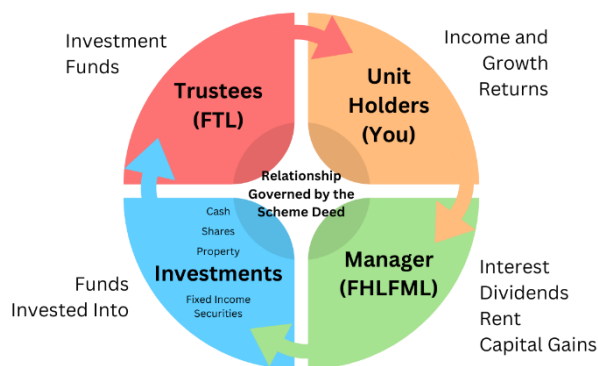 Investment
Funds
Trustees
(FTL)
Unit
Holders
(You)
Income and
Growth
Returns
Relationship
Governed by the
Scheme Deed
Cash
Shares
Property
Investments
Fixed Income
Securities
Manager
(FHLFML)
Funds
Invested Into
Interest
Dividends
Rent
Capital Gains